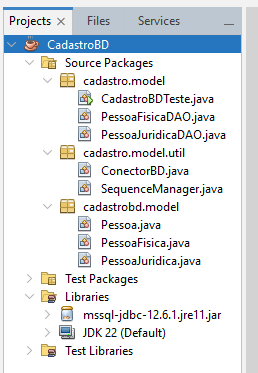 Projects Files Services
CadastroBD
Source Packages
cadastro.model
CadastroBDTeste.java
PessoaFisicaDAO.java
PessoaJuridicaDAO.java
cadastro.model.util
ConectorBD.java
SequenceManager.java
cadastrobd.model
Pessoa.java
PessoaFisica.java
PessoaJuridica.java
Test Packages
Libraries
mssql-jdbc-12.6.1.jre11.jar
JDK 22 (Default)
Test Libraries